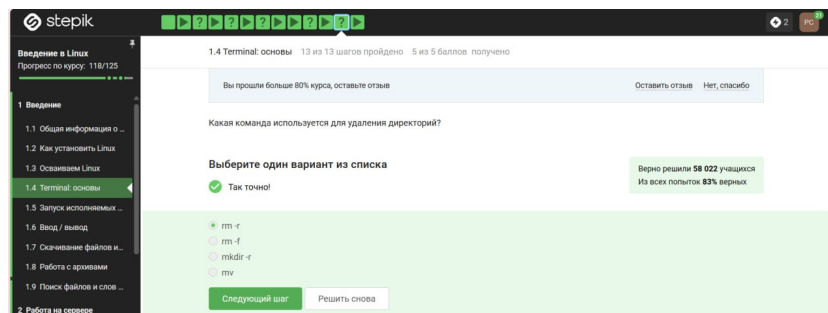 stepik
2
PC
21
Введение в Linux
Прогресс по курсу: 118/125
1 Введение
1.1 Общая информация о ...
1.2 Как установить Linux
1.3 Осваиваем Linux
1.4 Terminal: основы
1.5 Запуск исполняемых ...
1.6 Ввод / вывод
1.7 Скачивание файлов и...
1.8 Работа с архивами
1.9 Поиск файлов и слов ...
2 Работа на сервере
1.4 Terminal: основы 13 из 13 шагов пройдено 5 из 5 баллов получено
Вы прошли больше 80% курса, оставьте отзыв
Оставить отзыв Нет, спасибо
Какая команда используется для удаления директорий?
Выберите один вариант из списка
Так точно!
Верно решили 58 022 учащихся
Из всех попыток 83% верных
rm -r
rm -f
mkdir -r
mv
Следующий шаг Решить снова